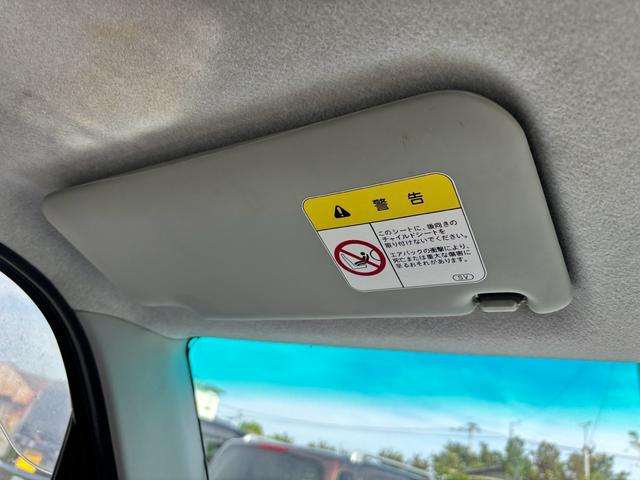 警告
このシートに、後向きの
チャイルドシートを
取り付けないでください。
エアバックの衝撃により、
死亡または重大な傷害に
至るおそれがあります。
SV